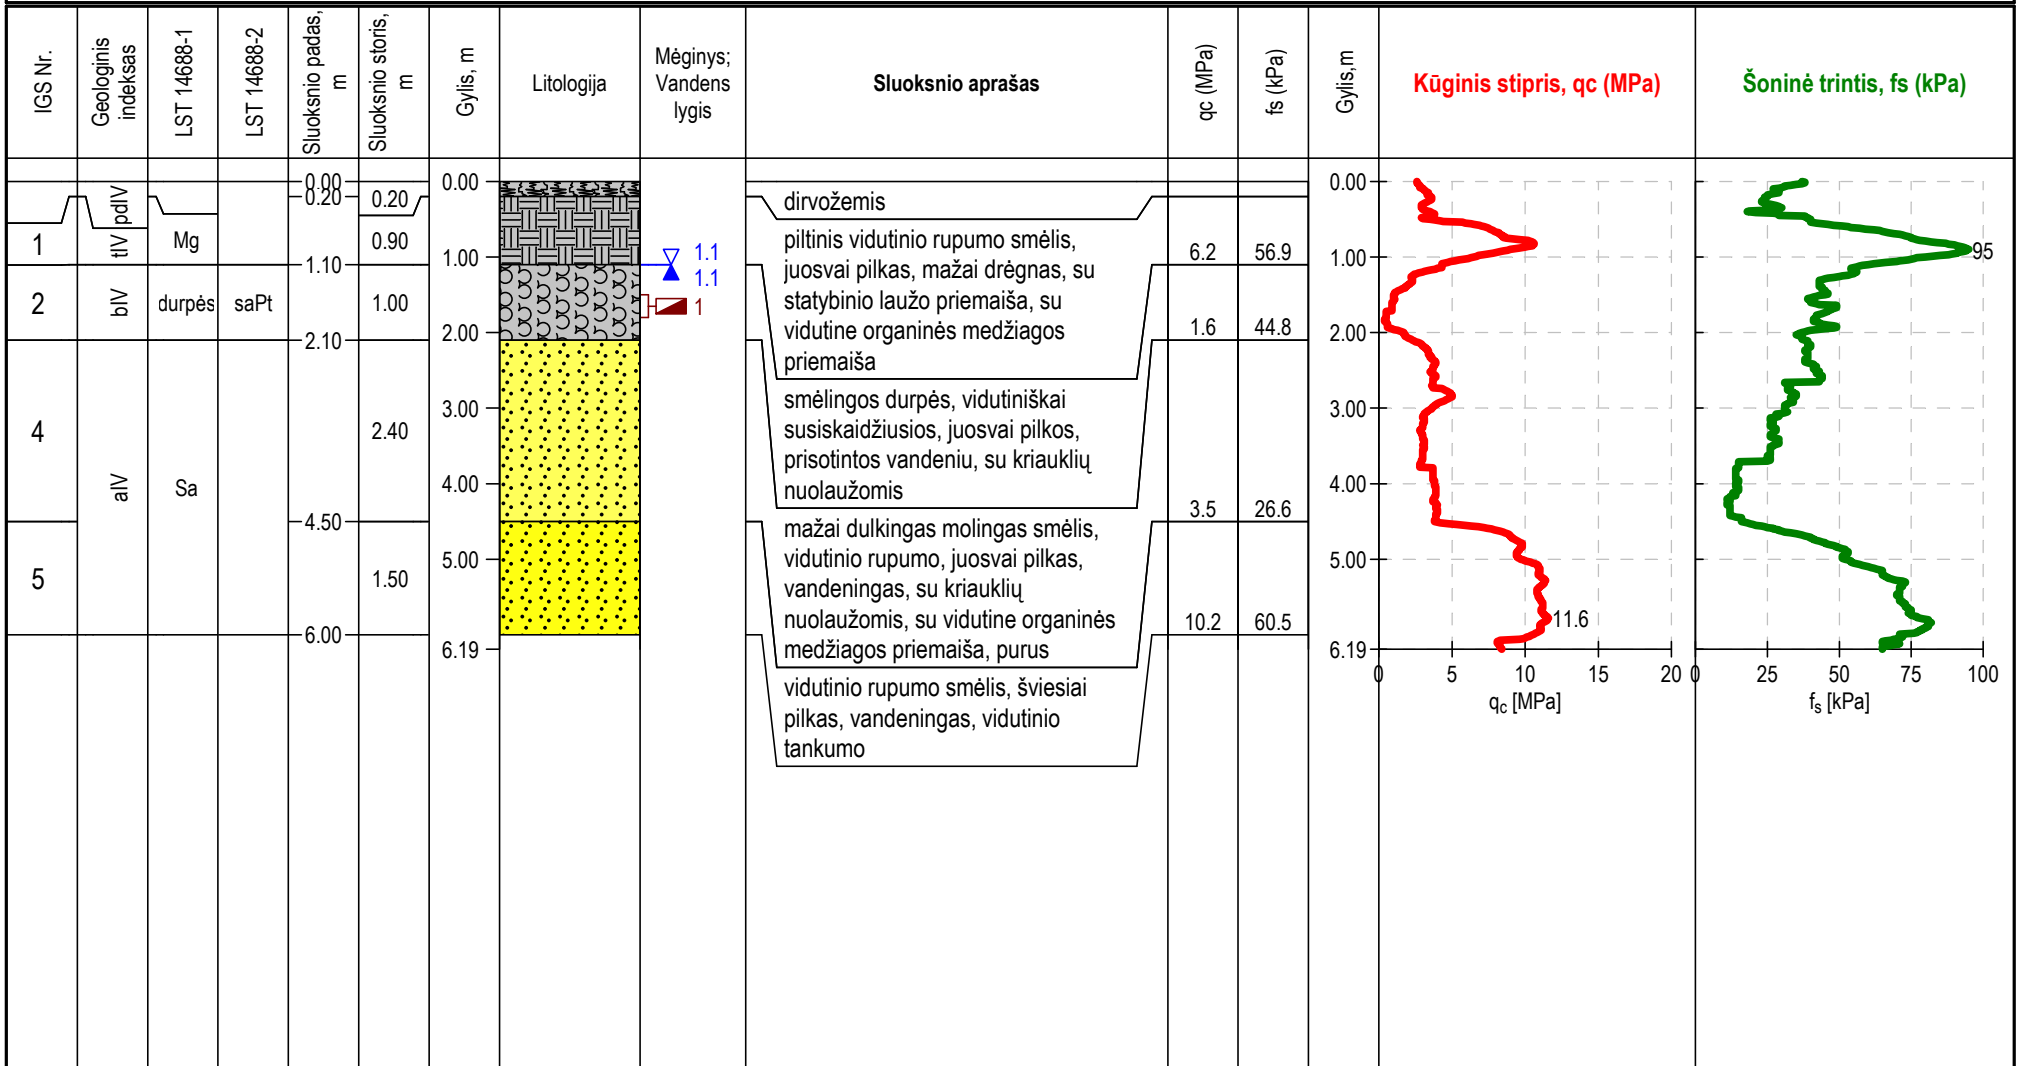 IGS Nr.
Geologinis
indeksas
LST 14688-1
LST 14688-2
Sluoksnio padas,
m
Sluoksnio storis,
m
Gylis, m
Litologija
Mėginys;
Vandens
lygis
Sluoksnio aprašas
qc (MPa)
fs (kPa)
Gylis,m
Kūginis stipris, qc (MPa)
Šoninė trintis, fs (kPa)
pdIV
0.00
0.20
0.20
dirvožemis
1
tIV
Mg
1.10
0.90
piltinis vidutinio rupumo smėlis,
juosvai pilkas, mažai drėgnas, su
statybinio laužo priemaiša, su
vidutine organinės medžiagos
priemaiša
6.2
56.9
2
bIV
durpės
saPt
2.10
1.00
smėlingos durpės, vidutiniškai
susiskaidžiusios, juosvai pilkos,
prisotintos vandeniu, su kriauklių
nuolaužomis
1.6
44.8
4
aIV
Sa
4.50
2.40
mažai dulkingas molingas smėlis,
vidutinio rupumo, juosvai pilkas,
vandeningas, su kriauklių
nuolaužomis, su vidutine organinės
medžiagos priemaiša, purus
3.5
26.6
5
6.00
1.50
vidutinio rupumo smėlis, šviesiai
pilkas, vandeningas, vidutinio
tankumo
10.2
60.5
0.00
1.00
2.00
3.00
4.00
5.00
6.19
1.1
1.1
1
0.00
1.00
2.00
3.00
4.00
5.00
6.19
11.6
0 5 10 15 20
qc [MPa]
95
0 25 50 75 100
fs [kPa]